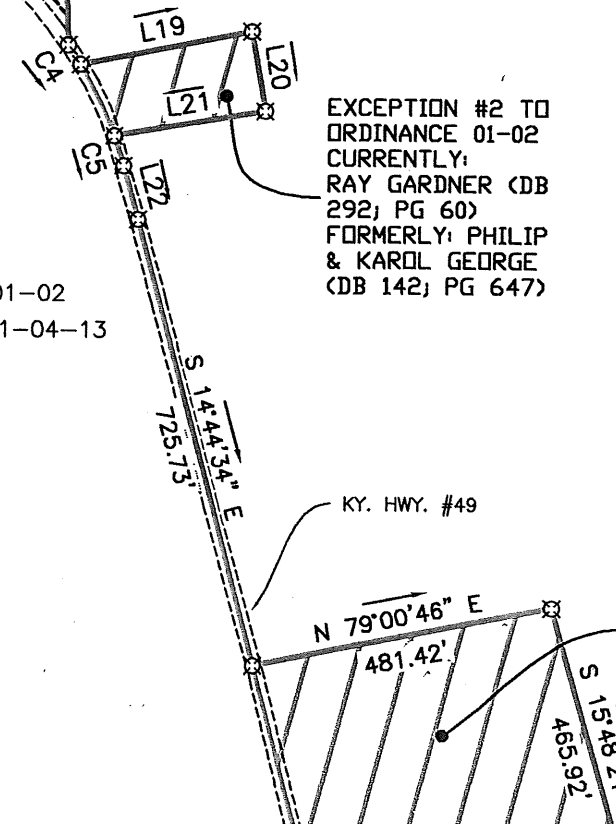 L19
C4
L20
L21
EXCEPTION #2 TO
ORDINANCE 01-02
CURRENTLY:
RAY GARDNER (DB
292; PG 60)
FORMERLY: PHILIP
& KAROL GEORGE
(DB 142; PG 647)
C5
L22
01-02
1-04-13
S 14°44'34" E
725.73'
KY. HWY. #49
N 79°00'46" E
481.42'
S 15°48'
465.92'